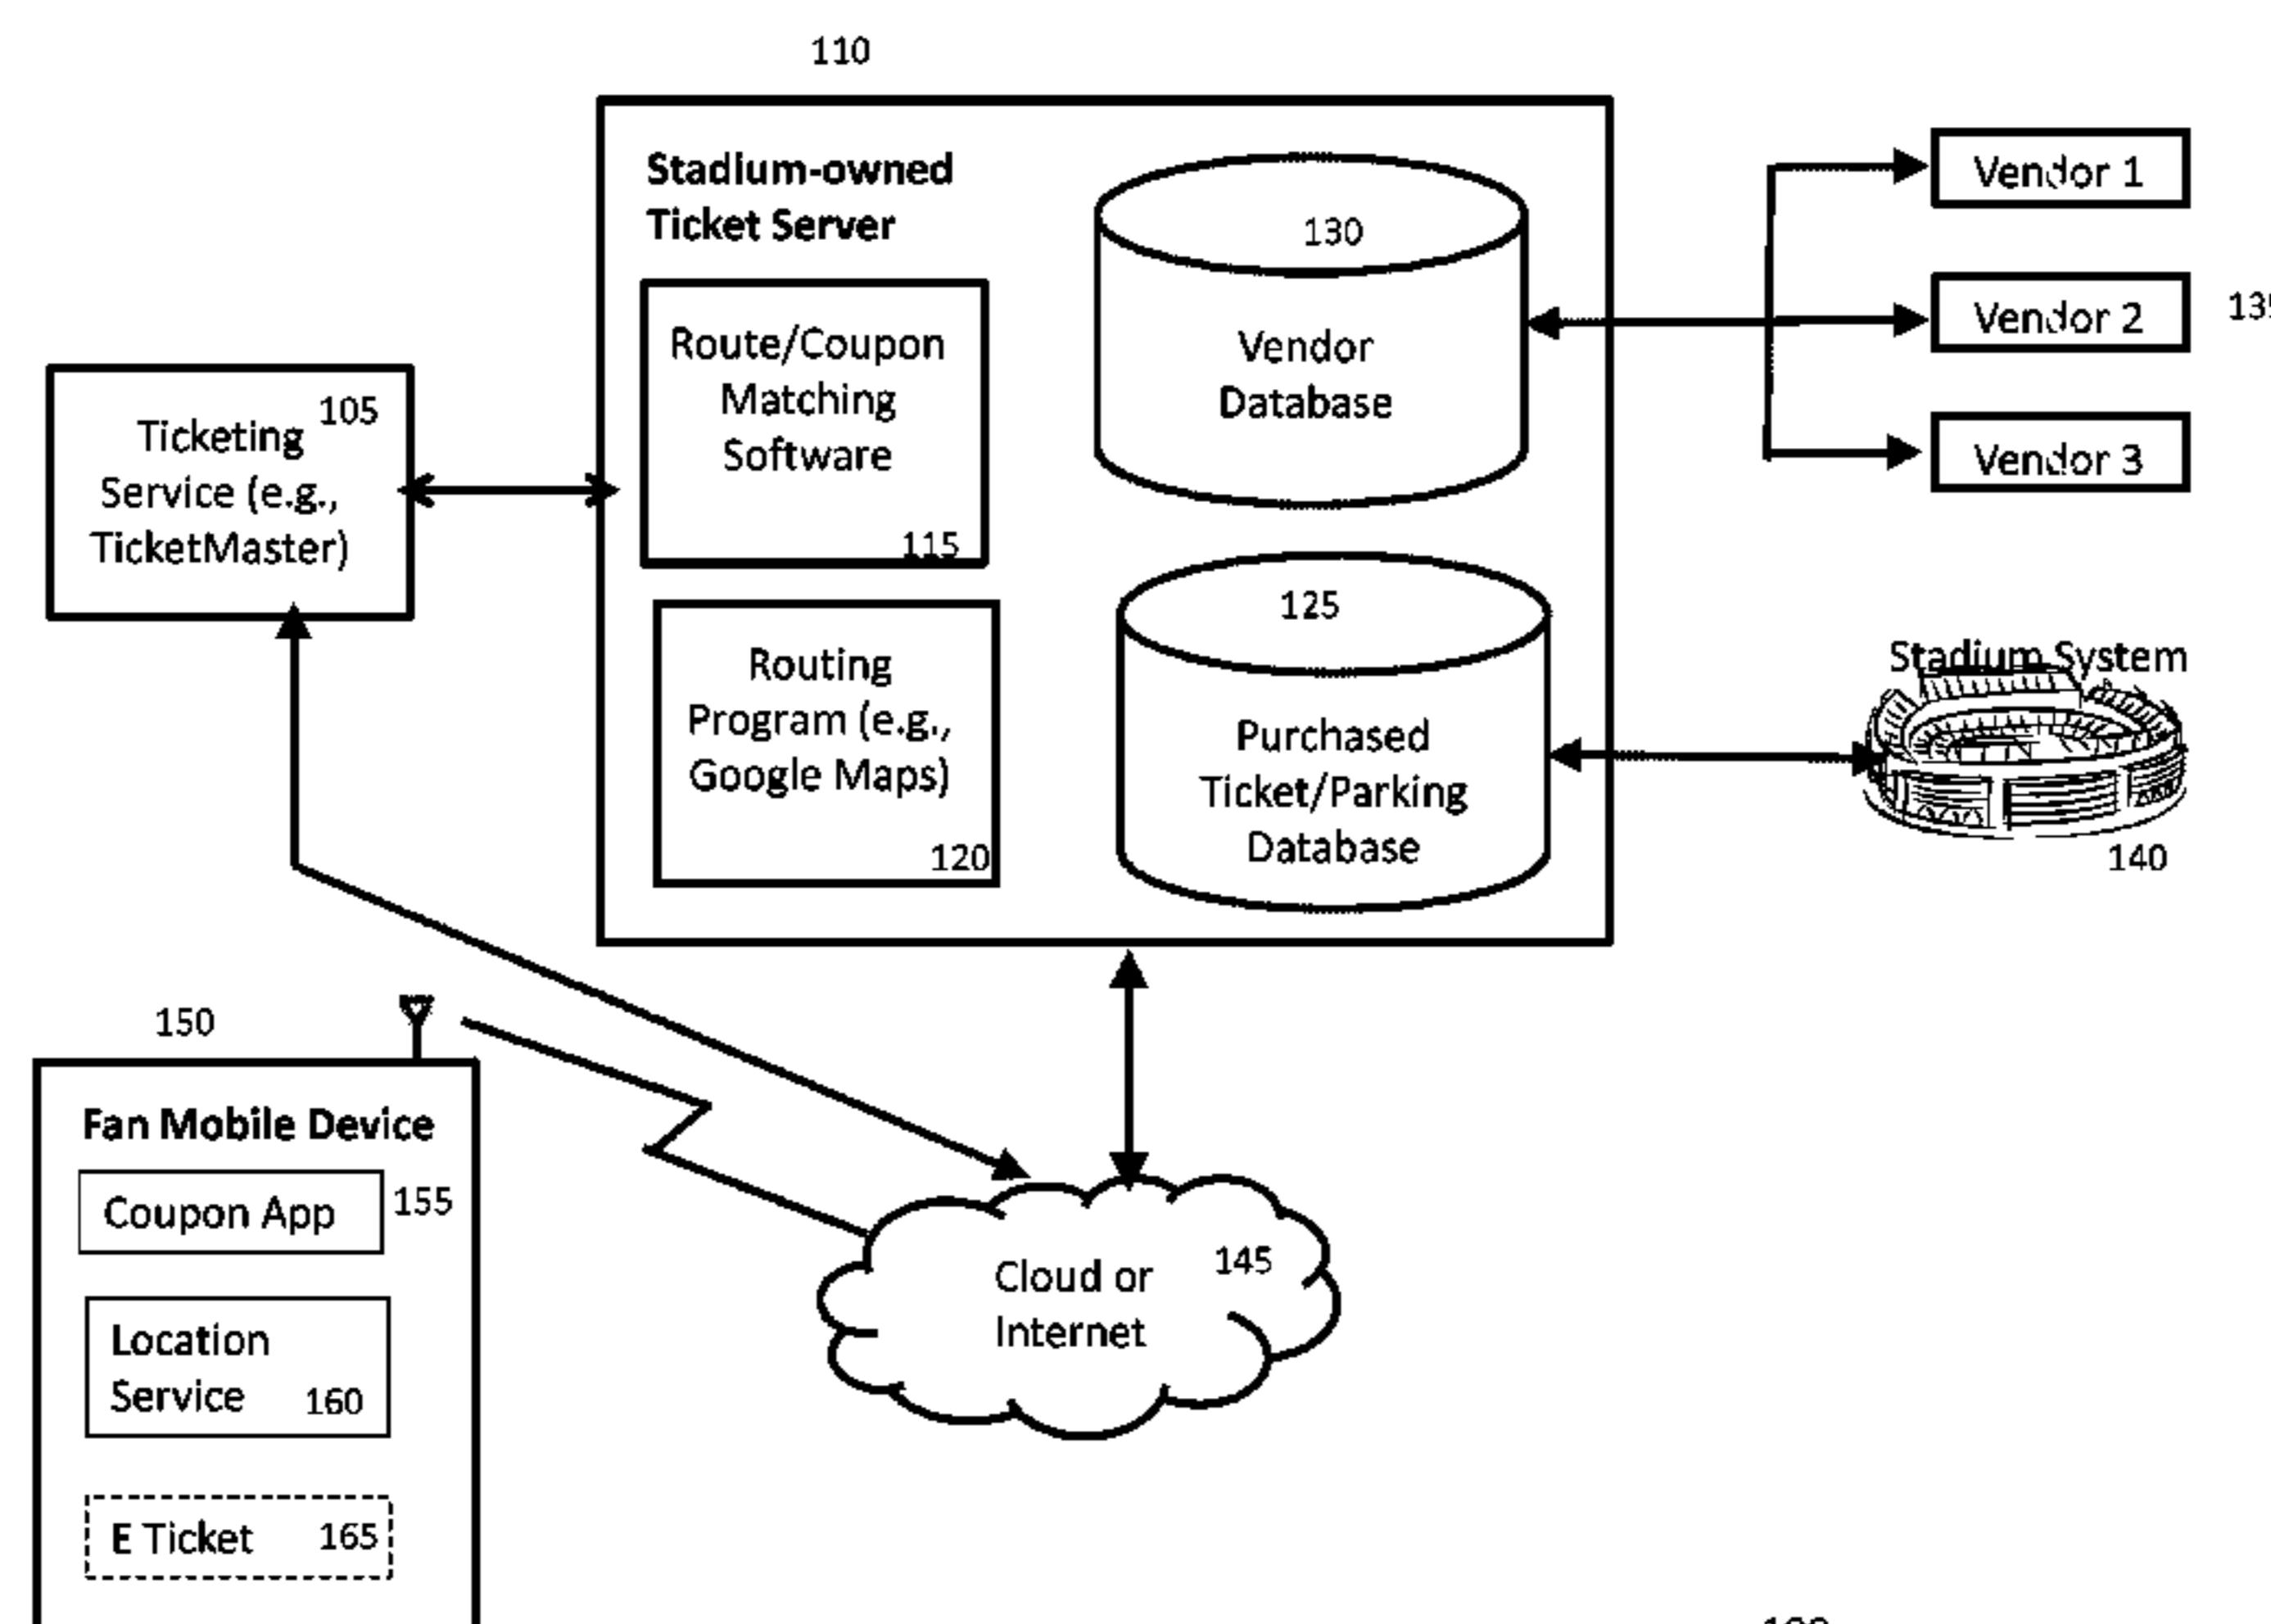 110
Stadium-owned
Ticket Server
130
Vendor
Database
Route/Coupon
Matching
Software
115
Routing
Program (e.g.,
Google Maps)
120
125
Purchased
Ticket/Parking
Database
Vendor 1
Vendor 2
Vendor 3
Stadium System
140
105
Ticketing
Service (e.g.,
TicketMaster)
150
Fan Mobile Device
Coupon App
155
Location
Service
160
E Ticket
165
Cloud or
Internet
145